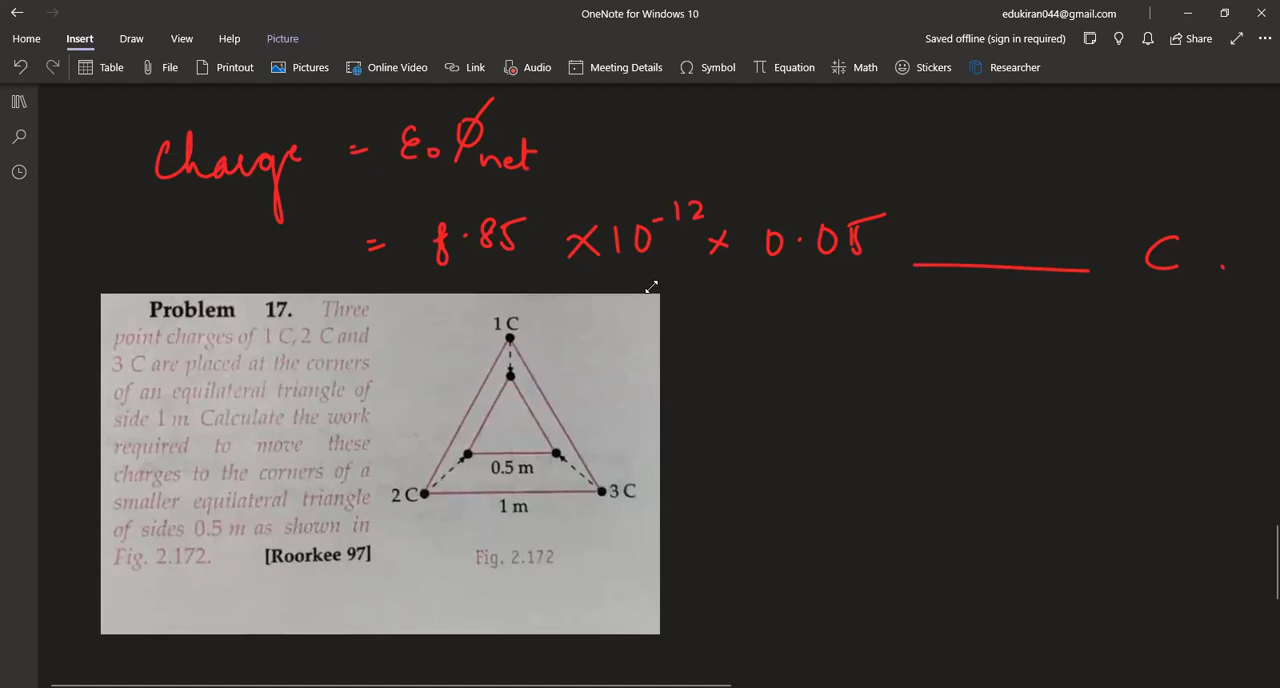 OneNote for Windows 10
edukiran044@gmail.com
Home Insert Draw View Help Picture
Saved offline (sign in required) Share
Table File Printout Pictures Online Video Link Audio Meeting Details Symbol Equation Math Stickers Researcher
Charge = ε₀ ϕnet
= 8.85 × 10⁻¹² × 0.05 ______ C .
Problem 17. Three
point charges of 1 C, 2 C and
3 C are placed at the corners
of an equilateral triangle of
side 1 m. Calculate the work
required to move these
charges to the corners of a
smaller equilateral triangle
of sides 0.5 m as shown in
Fig. 2.172. [Roorkee 97]
1 C
0.5 m
2 C 3 C
1 m
Fig. 2.172